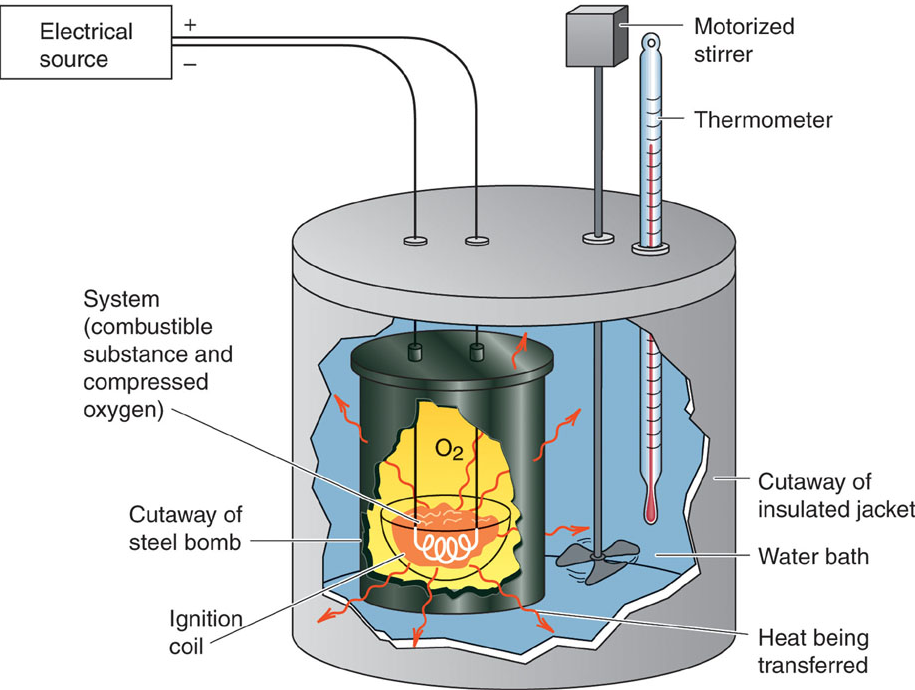 Electrical
source
+
–
Motorized
stirrer
Thermometer
System
(combustible
substance and
compressed
oxygen)
O2
Cutaway of
steel bomb
Ignition
coil
Cutaway of
insulated jacket
Water bath
Heat being
transferred